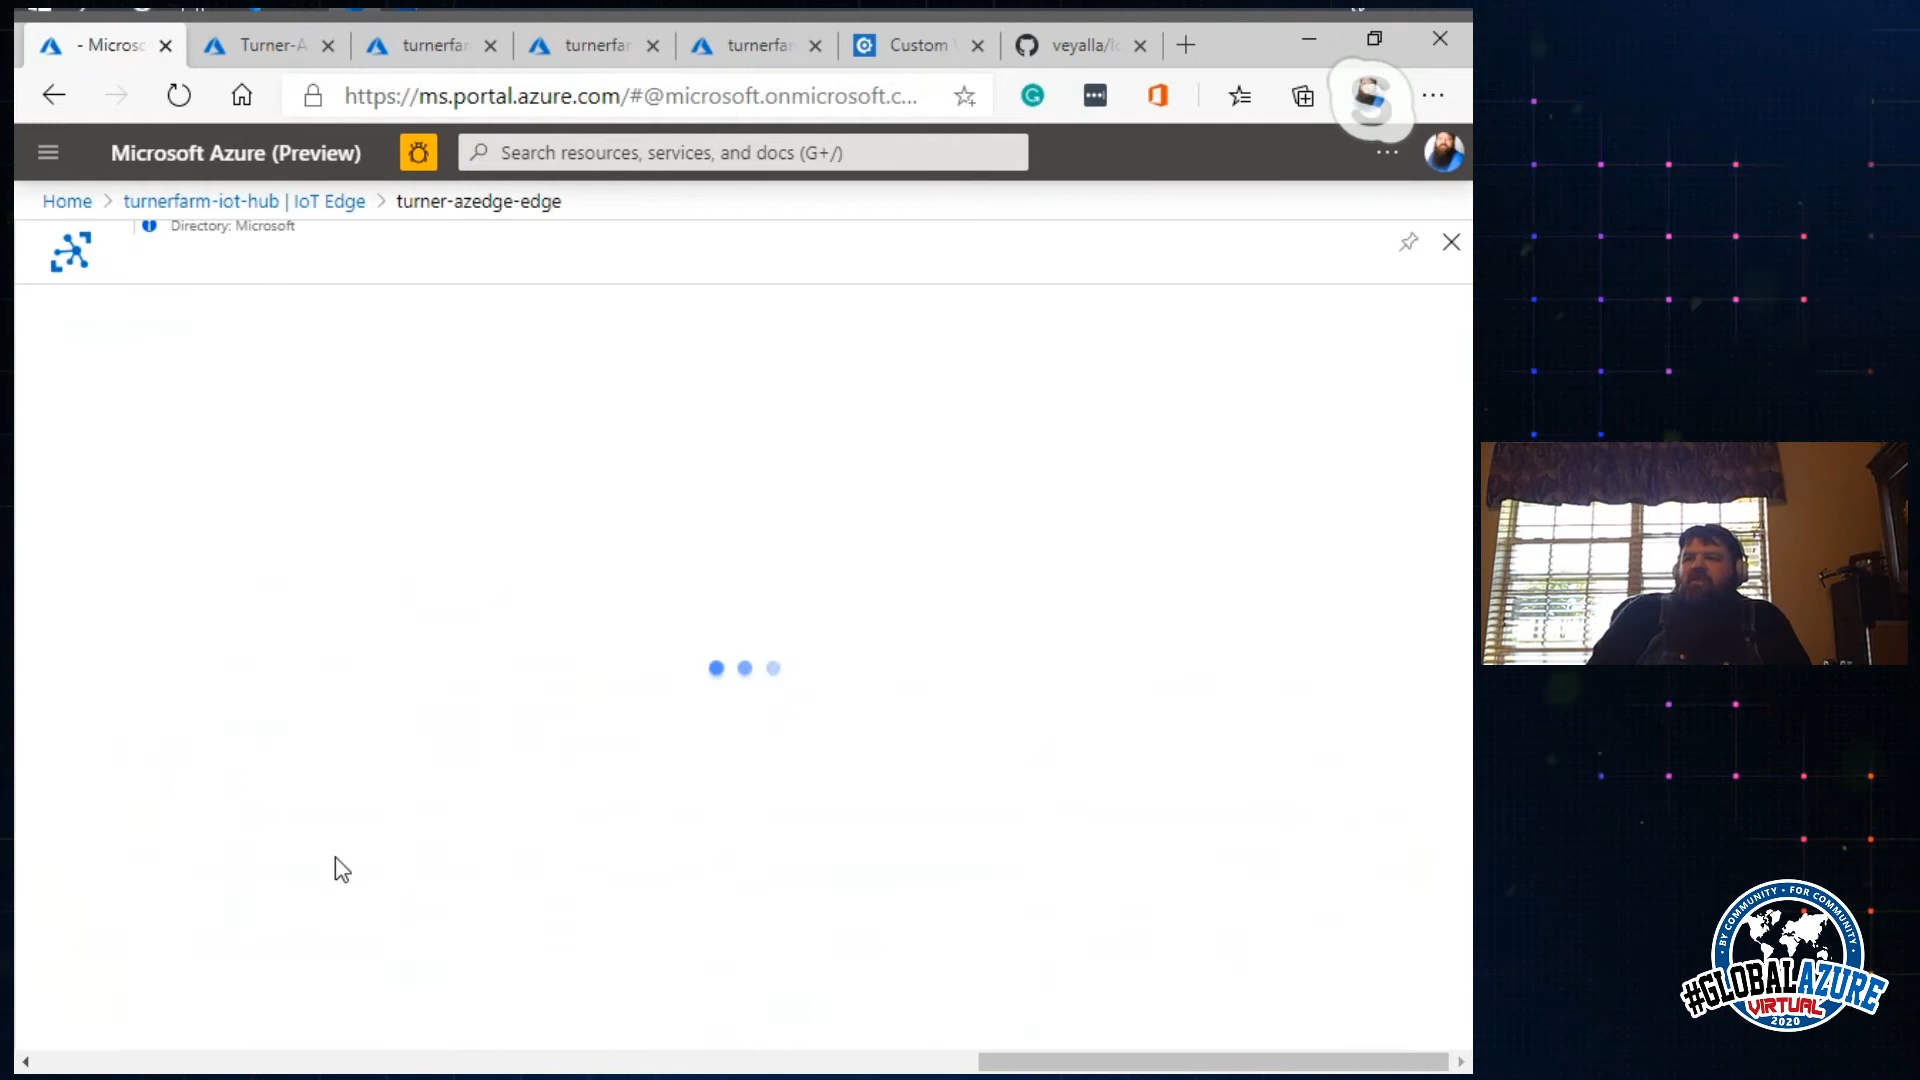 - Microsc
Turner-A
turnerfar
turnerfar
turnerfar
Custom
veyalla/Ic
https://ms.portal.azure.com/#@microsoft.onmicrosoft.c...
S
Microsoft Azure (Preview)
Search resources, services, and docs (G+/)
Home > turnerfarm-iot-hub | IoT Edge > turner-azedge-edge
Directory: Microsoft
BY COMMUNITY • FOR COMMUNITY
#GLOBALAZURE
VIRTUAL
2020